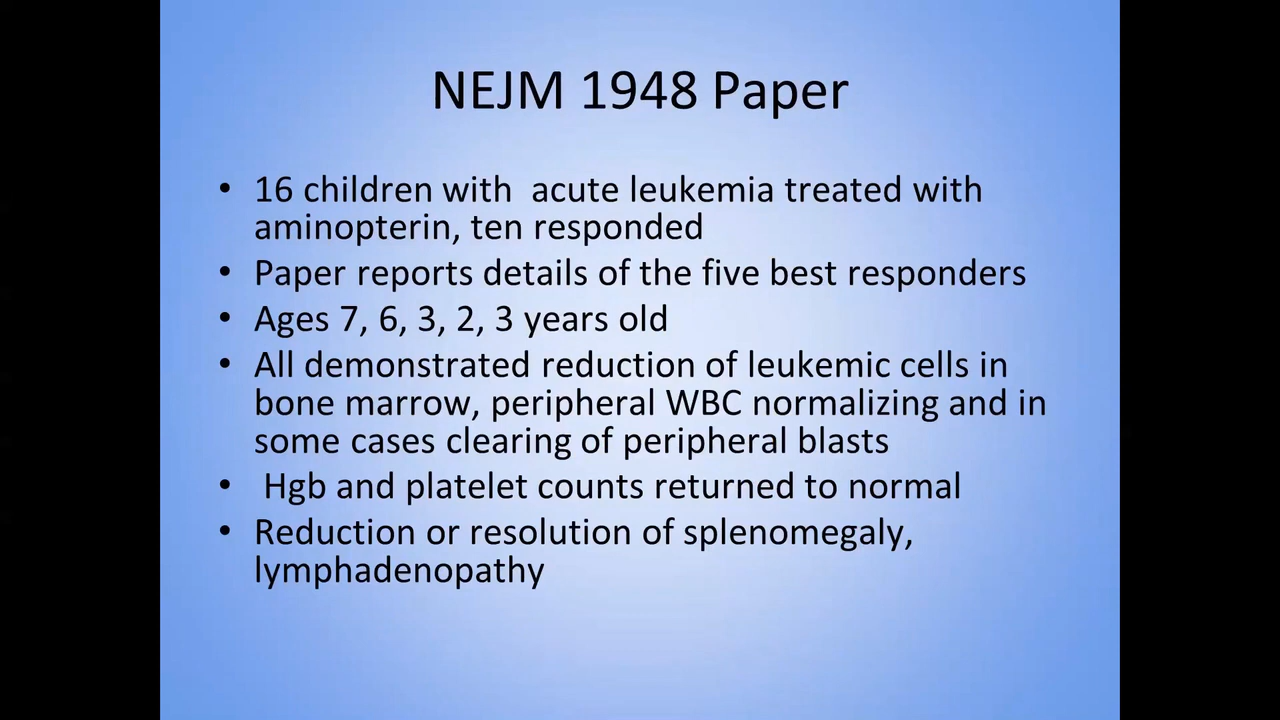 NEJM 1948 Paper
• 16 children with  acute leukemia treated with
aminopterin, ten responded
• Paper reports details of the five best responders
• Ages 7, 6, 3, 2, 3 years old
• All demonstrated reduction of leukemic cells in
bone marrow, peripheral WBC normalizing and in
some cases clearing of peripheral blasts
•  Hgb and platelet counts returned to normal
• Reduction or resolution of splenomegaly,
lymphadenopathy